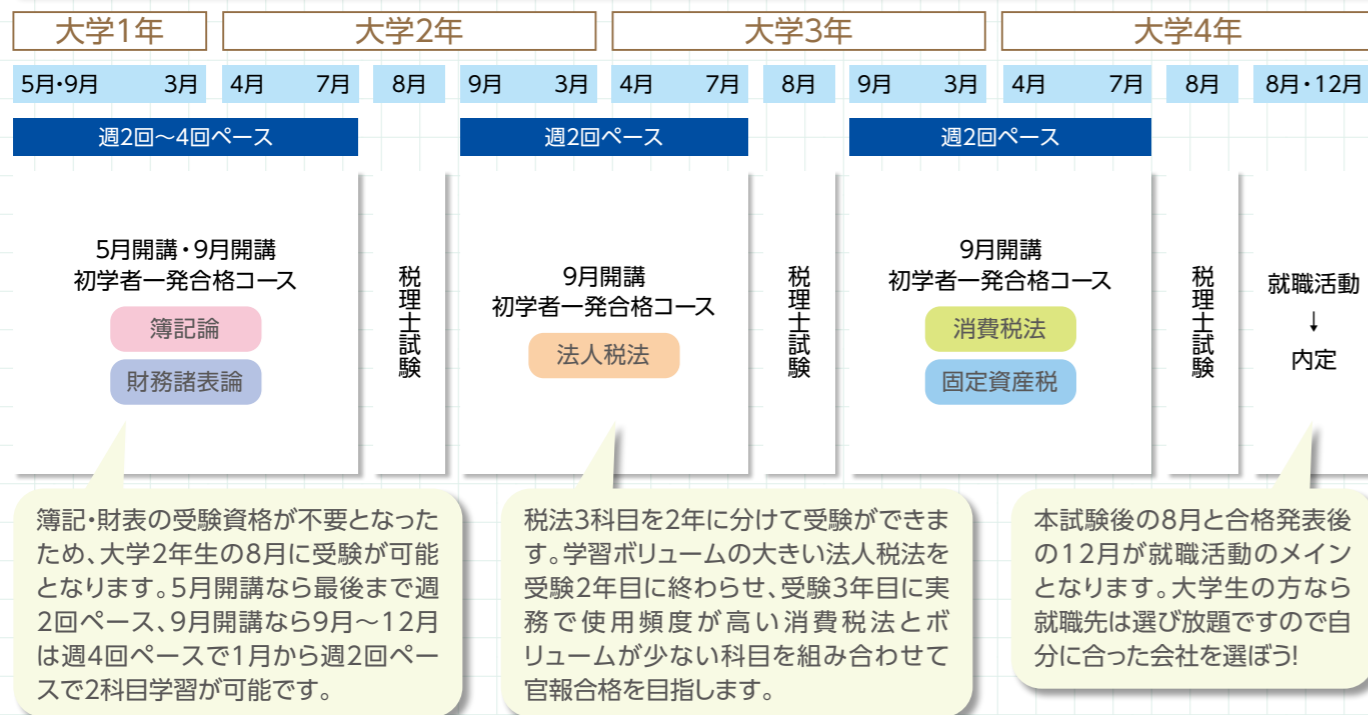 大学1年
大学2年
大学3年
大学4年
5月・9月 3月 4月 7月 8月 9月 3月 4月 7月 8月 9月 3月 4月 7月 8月 8月・12月
週2回～4回ペース
週2回ペース
週2回ペース
5月開講・9月開講
初学者一発合格コース
簿記論
財務諸表論
税理士試験
9月開講
初学者一発合格コース
法人税法
税理士試験
9月開講
初学者一発合格コース
消費税法
固定資産税
税理士試験
就職活動
↓
内定
簿記・財表の受験資格が不要となった
ため、大学2年生の8月に受験が可能
となります。5月開講なら最後まで週
2回ペース、9月開講なら9月～12月
は週4回ペースで1月から週2回ペー
スで2科目学習が可能です。
税法3科目を2年に分けて受験ができま
す。学習ボリュームの大きい法人税法を
受験2年目に終わらせ、受験3年目に実
務で使用頻度が高い消費税法とボ
リュームが少ない科目を組み合わせて
官報合格を目指します。
本試験後の8月と合格発表後
の12月が就職活動のメイン
となります。大学生の方なら
就職先は選び放題ですので自
分に合った会社を選ぼう!